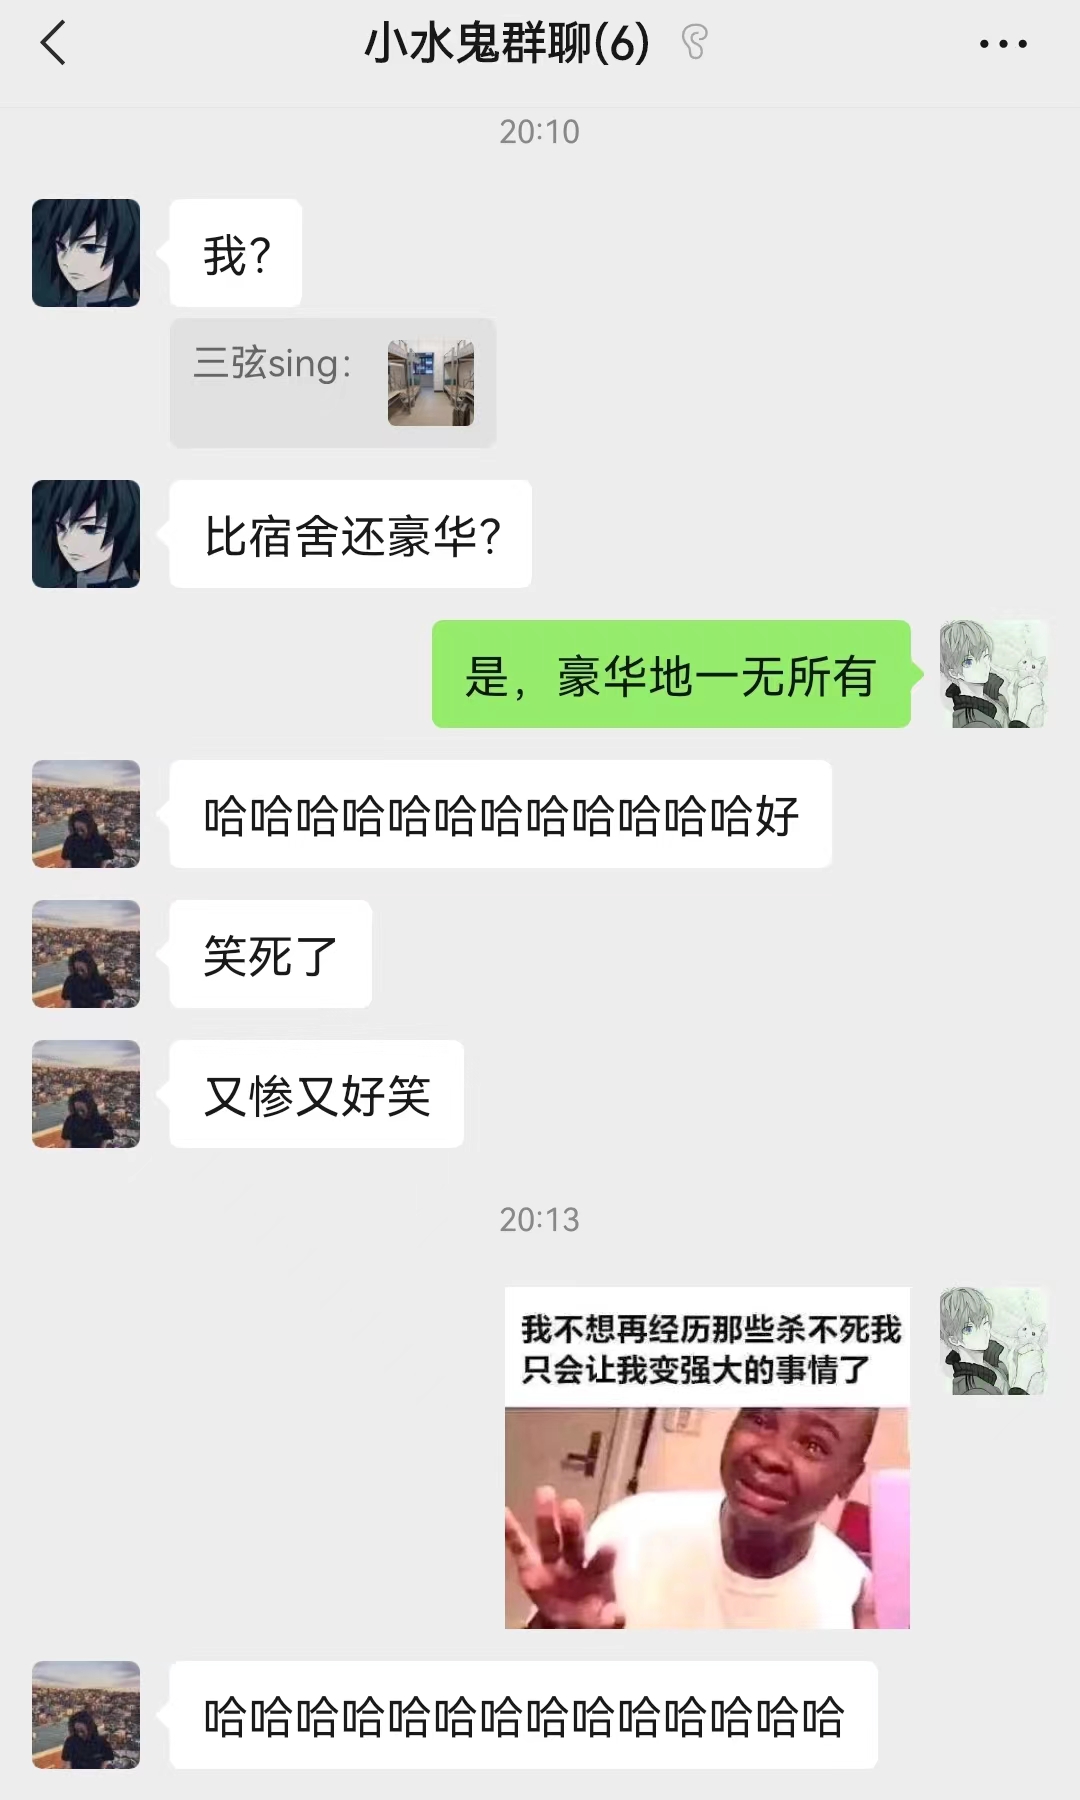 小水鬼群聊(6)
20:10
我？
三弦sing：
比宿舍还豪华？
是，豪华地一无所有
哈哈哈哈哈哈哈哈哈哈哈哈好
笑死了
又惨又好笑
20:13
我不想再经历那些杀不死我
只会让我变强大的事情了
哈哈哈哈哈哈哈哈哈哈哈哈哈哈